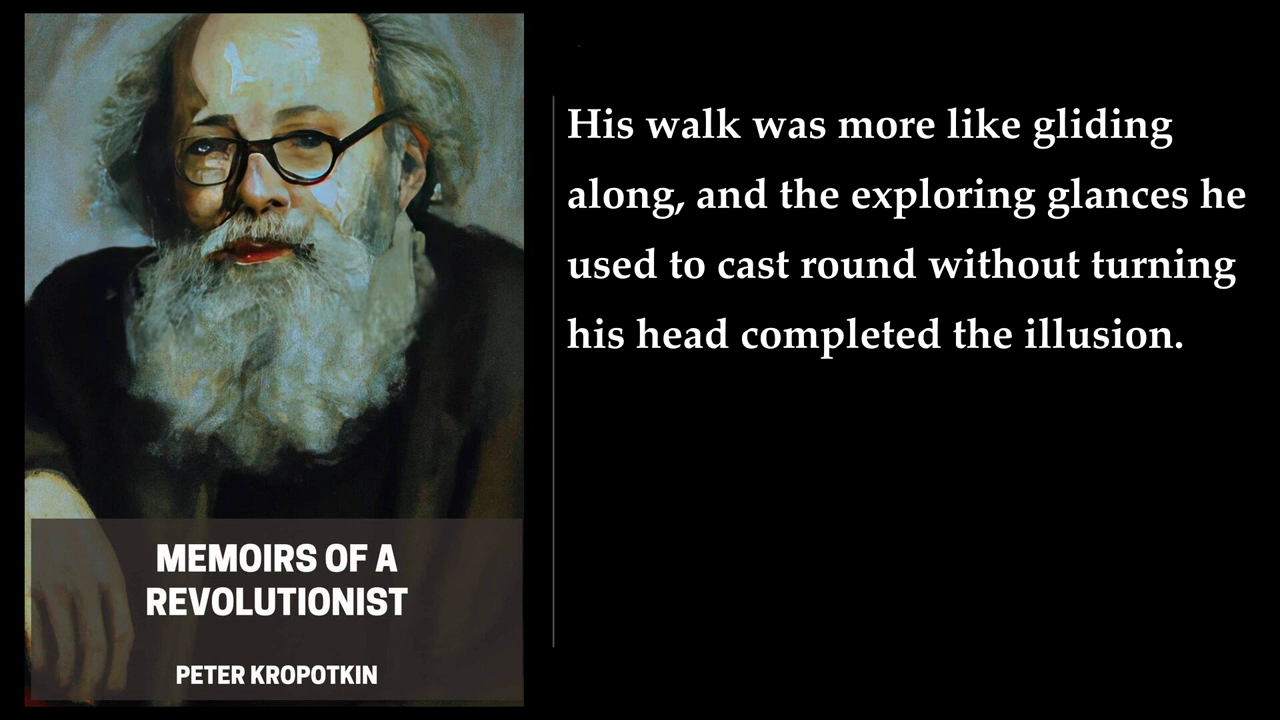 His walk was more like gliding
along, and the exploring glances he
used to cast round without turning
his head completed the illusion.
MEMOIRS OF A
REVOLUTIONIST
PETER KROPOTKIN